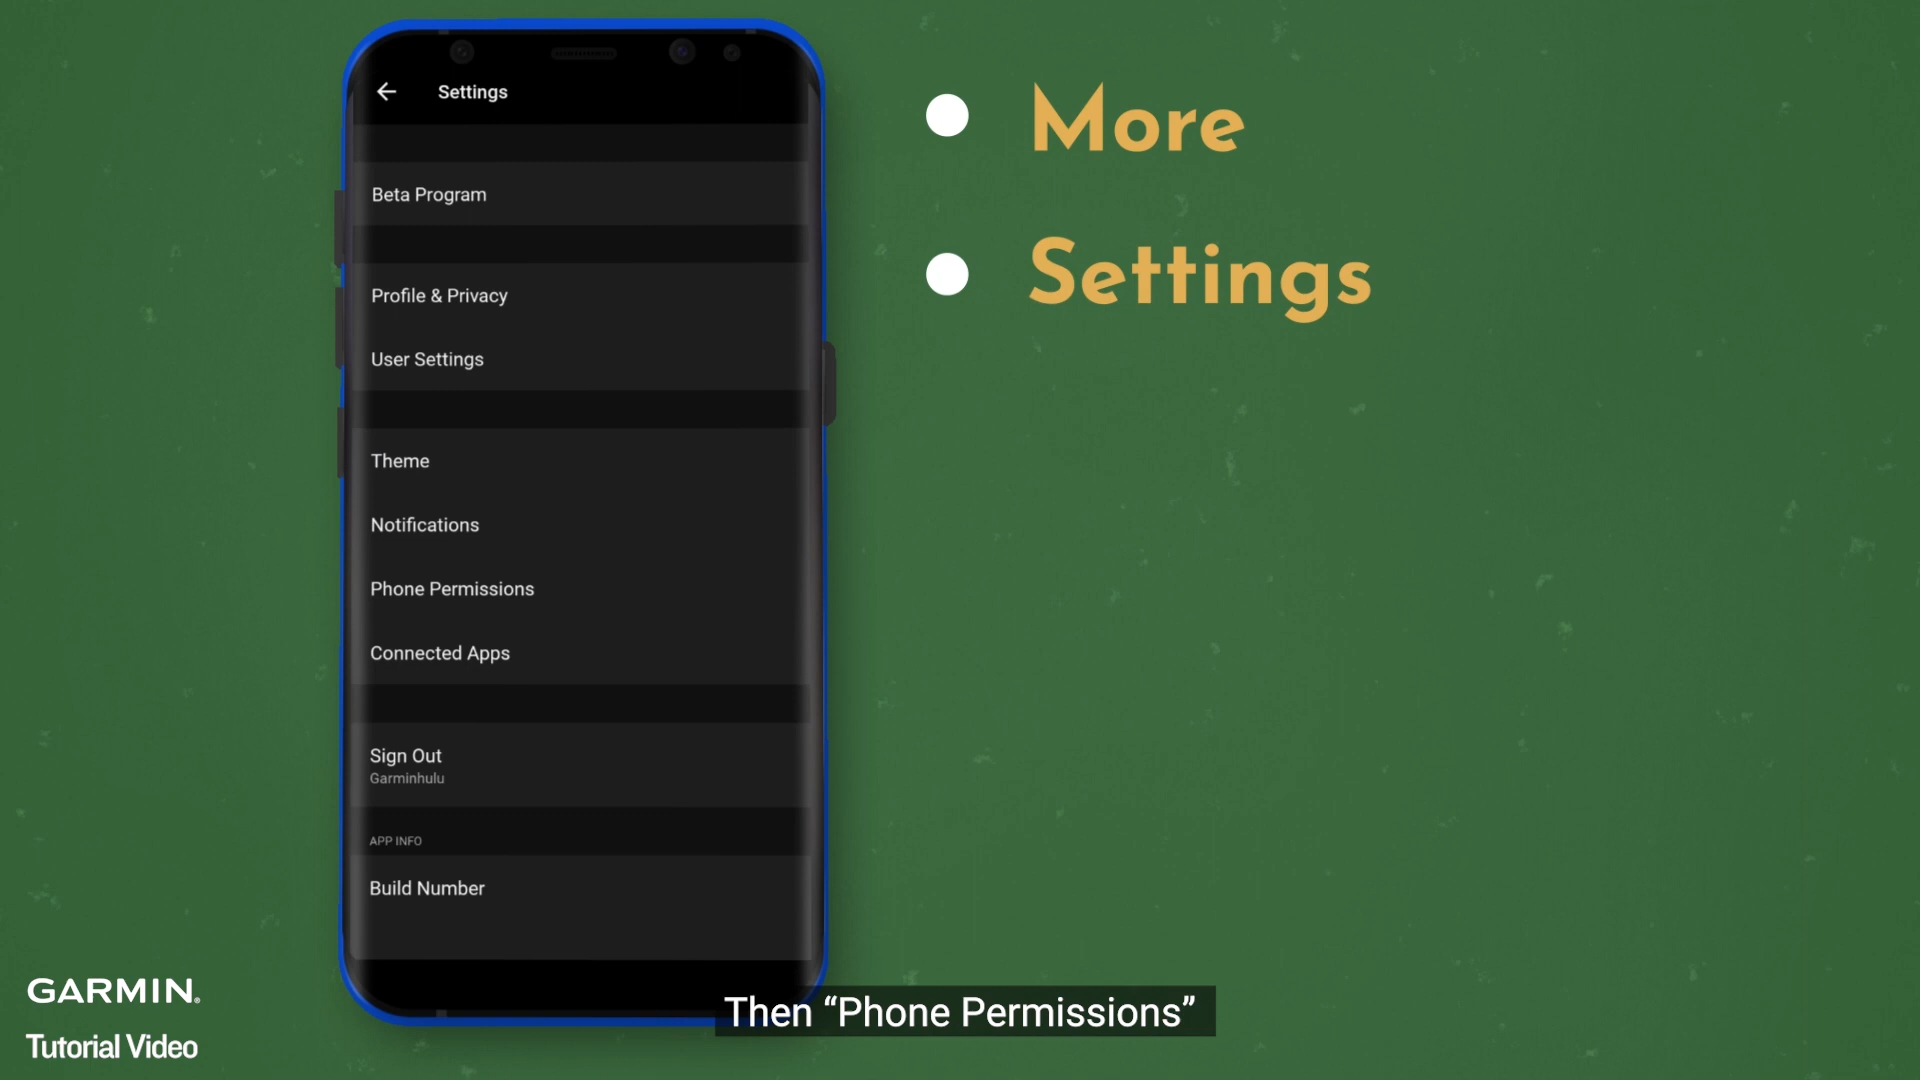 Settings
Beta Program
Profile & Privacy
User Settings
Theme
Notifications
Phone Permissions
Connected Apps
Sign Out
Garminhulu
APP INFO
Build Number
More
Settings
Then “Phone Permissions”
GARMIN®
Tutorial Video